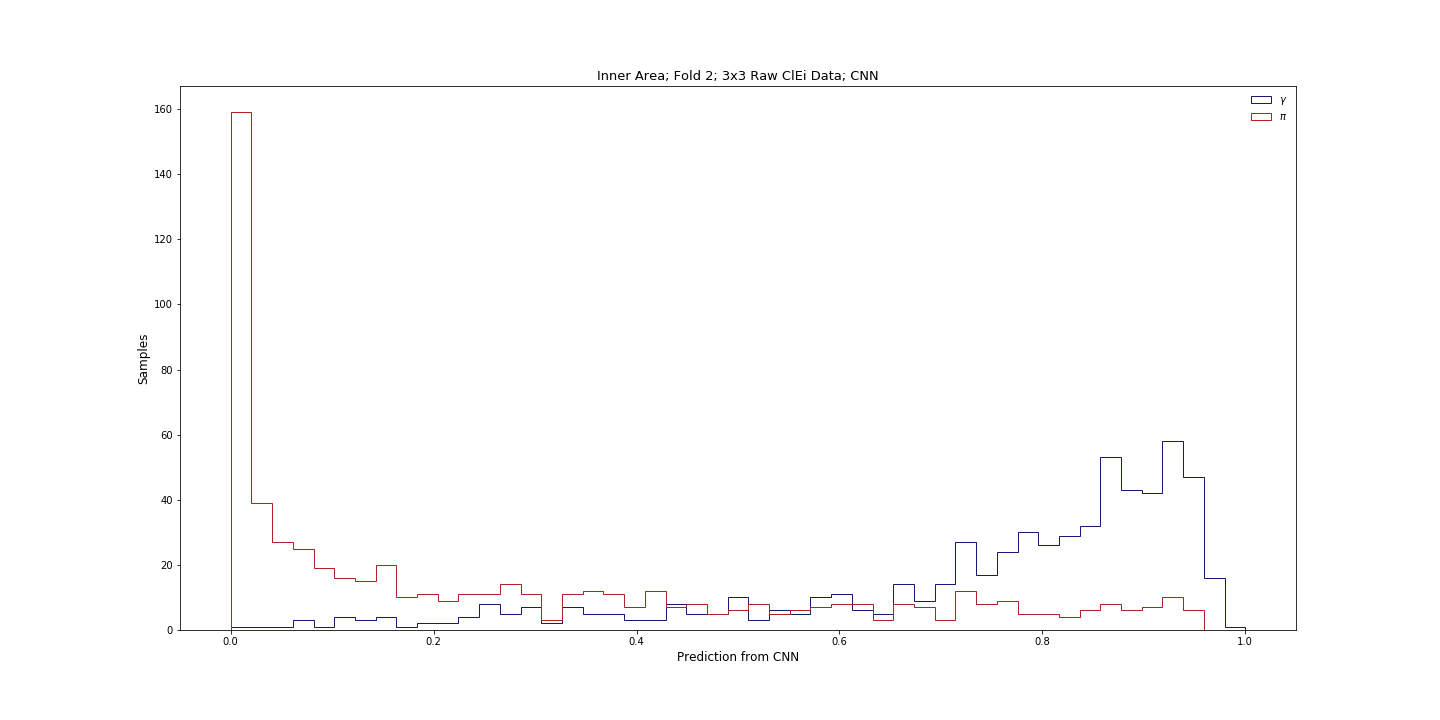 Inner Area; Fold 2; 3x3 Raw ClEi Data; CNN
γ
π
160
140
120
100
80
60
40
20
0
Samples
0.0 0.2 0.4 0.6 0.8 1.0
Prediction from CNN